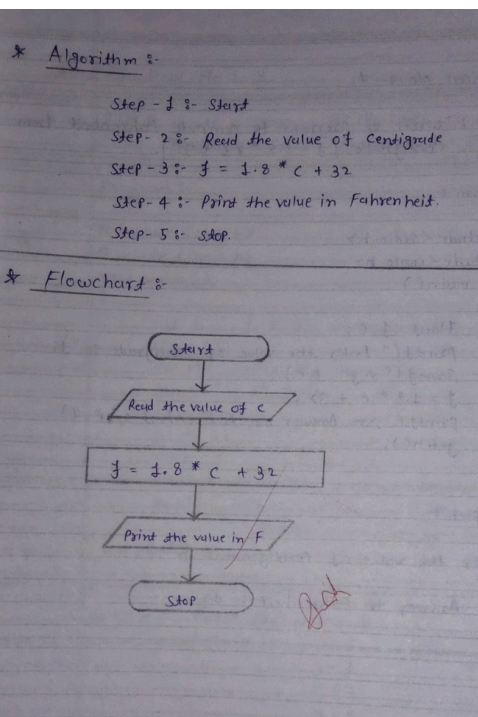 * Algorithm :-
Step - 1 :- Start
Step - 2 :- Read the value of centigrade
Step - 3 :- f = 1.8 * c + 32
Step - 4 :- Print the value in Fahrenheit.
Step - 5 :- Stop.
* Flowchart :-
Start
Read the value of c
f = 1.8 * c + 32
Print the value in F
Stop